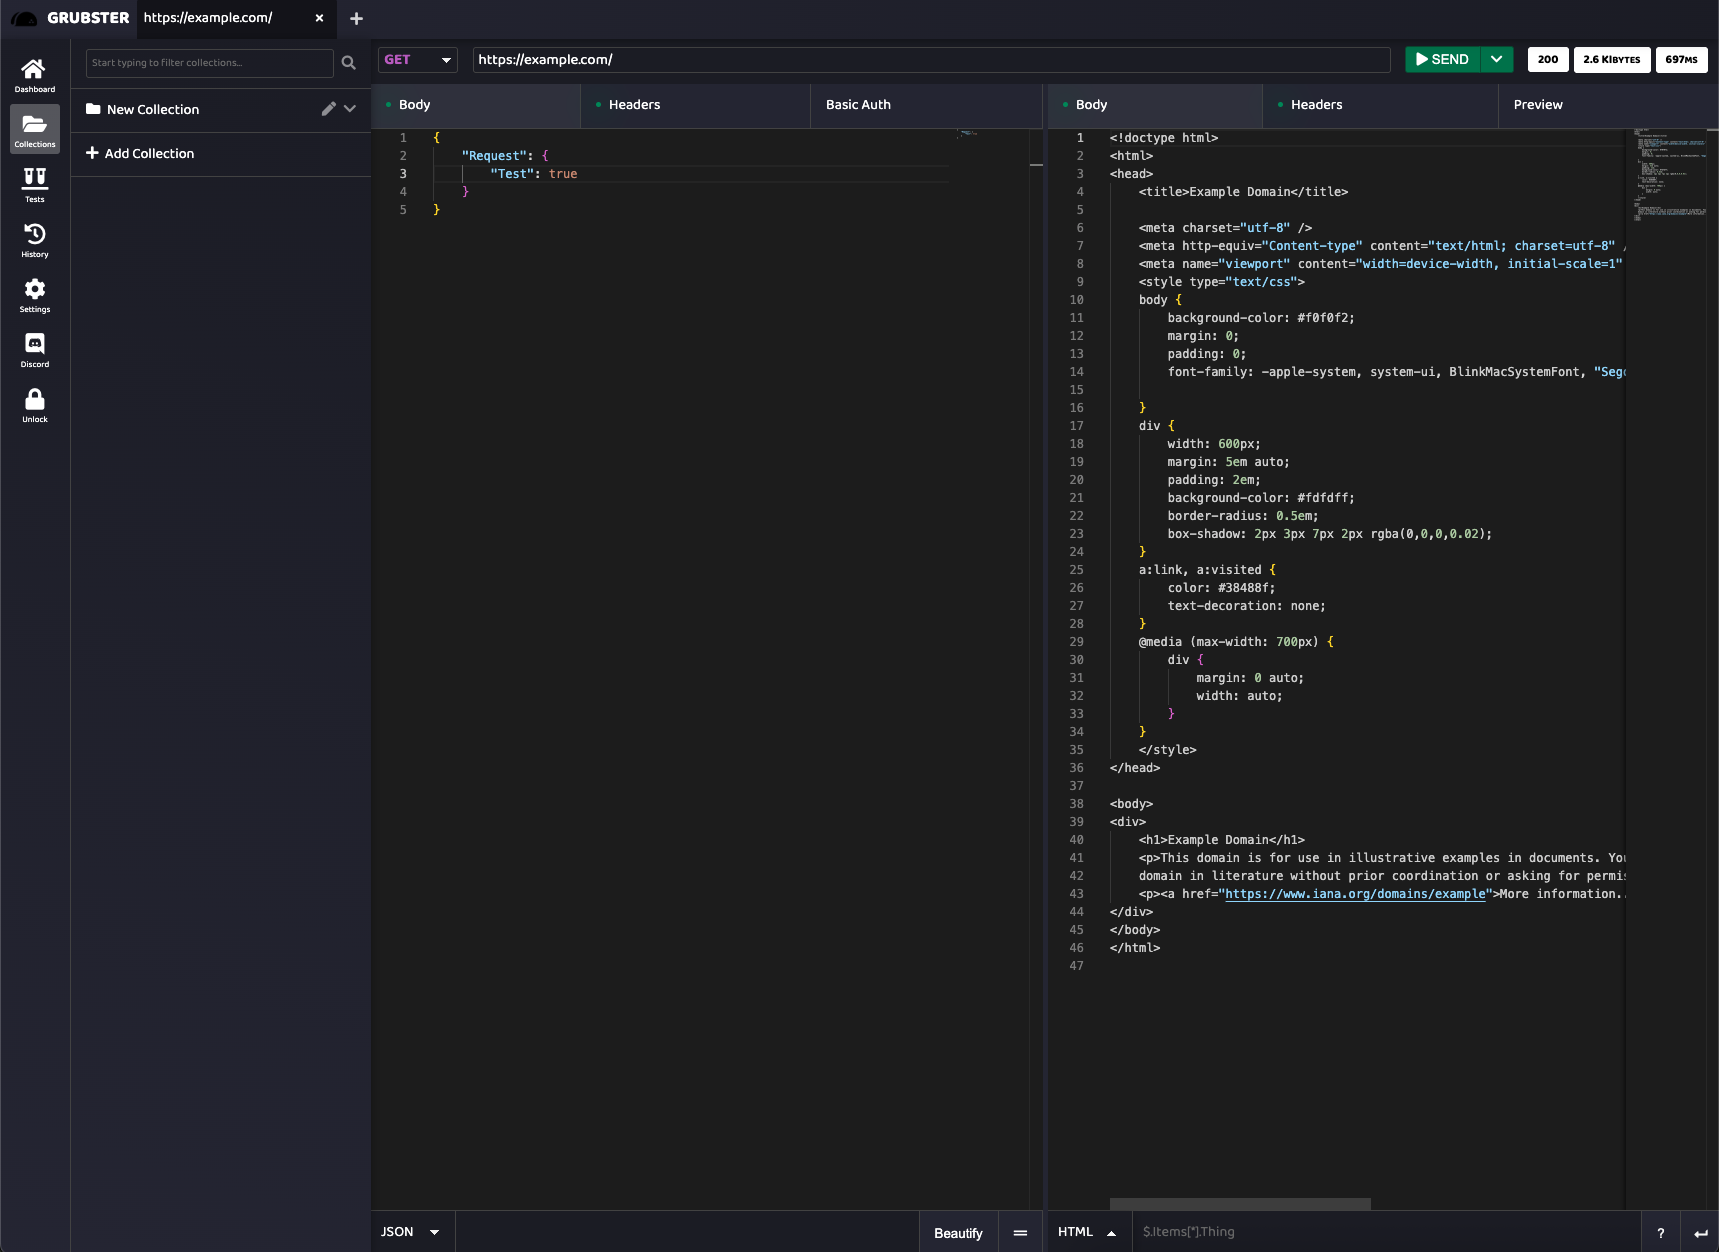 GRUBSTER
https://example.com/ ×
Dashboard
Collections
Tests
History
Settings
Discord
Unlock
Start typing to filter collections...
New Collection
Add Collection
GET
https://example.com/
SEND
200
2.6 KIBYTES
697MS
Body
Headers
Basic Auth
1 {
2 "Request": {
3 "Test": true
4 }
5 }
JSON
Beautify
Body
Headers
Preview
1 <!doctype html>
2 <html>
3 <head>
4 <title>Example Domain</title>
5
6 <meta charset="utf-8" />
7 <meta http-equiv="Content-type" content="text/html; charset=utf-8" /
8 <meta name="viewport" content="width=device-width, initial-scale=1"
9 <style type="text/css">
10 body {
11 background-color: #f0f0f2;
12 margin: 0;
13 padding: 0;
14 font-family: -apple-system, system-ui, BlinkMacSystemFont, "Sego
15
16 }
17 div {
18 width: 600px;
19 margin: 5em auto;
20 padding: 2em;
21 background-color: #fdfdff;
22 border-radius: 0.5em;
23 box-shadow: 2px 3px 7px 2px rgba(0,0,0,0.02);
24 }
25 a:link, a:visited {
26 color: #38488f;
27 text-decoration: none;
28 }
29 @media (max-width: 700px) {
30 div {
31 margin: 0 auto;
32 width: auto;
33 }
34 }
35 </style>
36 </head>
37
38 <body>
39 <div>
40 <h1>Example Domain</h1>
41 <p>This domain is for use in illustrative examples in documents. You
42 domain in literature without prior coordination or asking for permis
43 <p><a href="https://www.iana.org/domains/example">More information..
44 </div>
45 </body>
46 </html>
47
HTML
$.Items[*].Thing
?